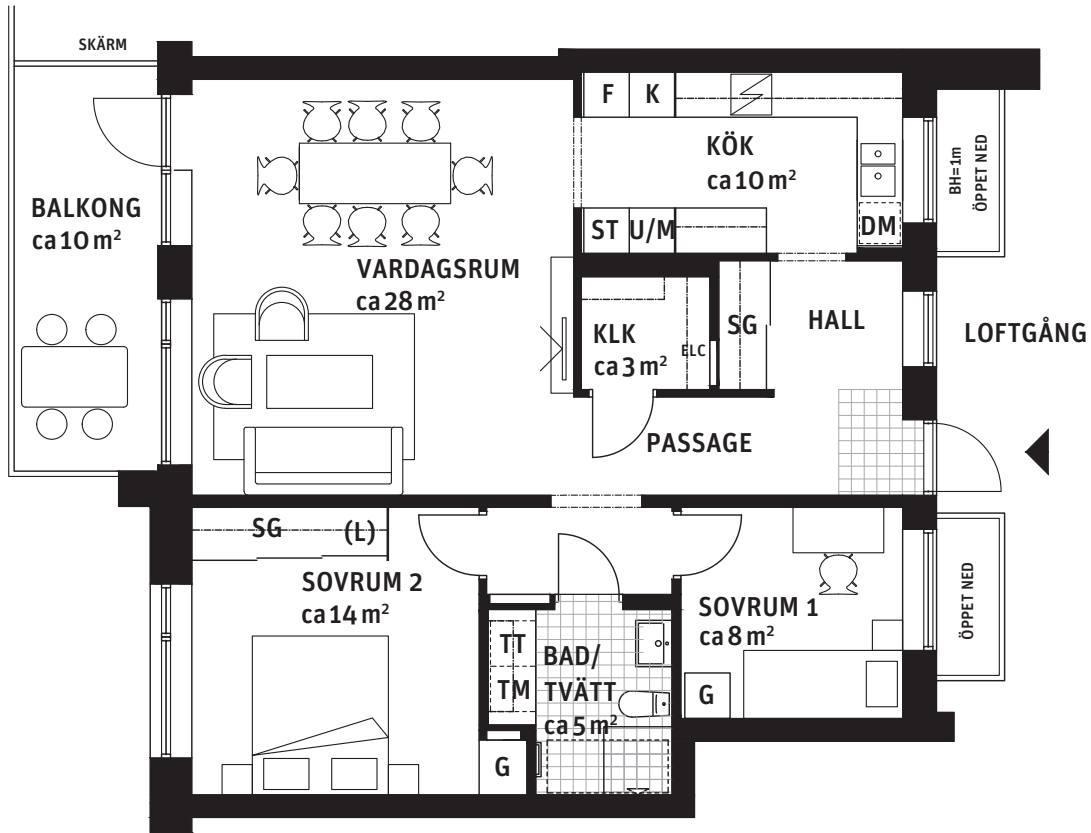 SKÄRM
F K
KÖK
ca 10 m²
BH=1m
ÖPPET NED
BALKONG
ca 10 m²
ST U/M
DM
VARDAGSRUM
ca 28 m²
KLK
ca 3 m²
ELC
SG
HALL
LOFTGÅNG
PASSAGE
SG (L)
SOVRUM 2
ca 14 m²
SOVRUM 1
ca 8 m²
ÖPPET NED
TT
TM
BAD/
TVÄTT
ca 5 m²
G
G